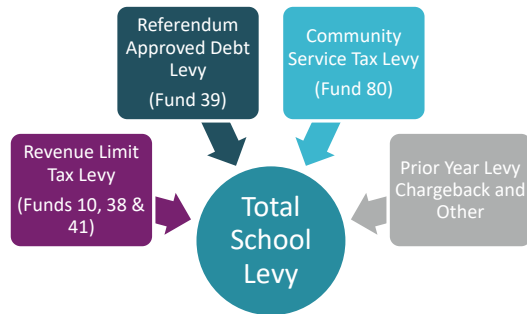 Referendum
Approved Debt
Levy
(Fund 39)
Community
Service Tax Levy
(Fund 80)
Revenue Limit
Tax Levy
(Funds 10, 38 &
41)
Prior Year Levy
Chargeback and
Other
Total
School
Levy